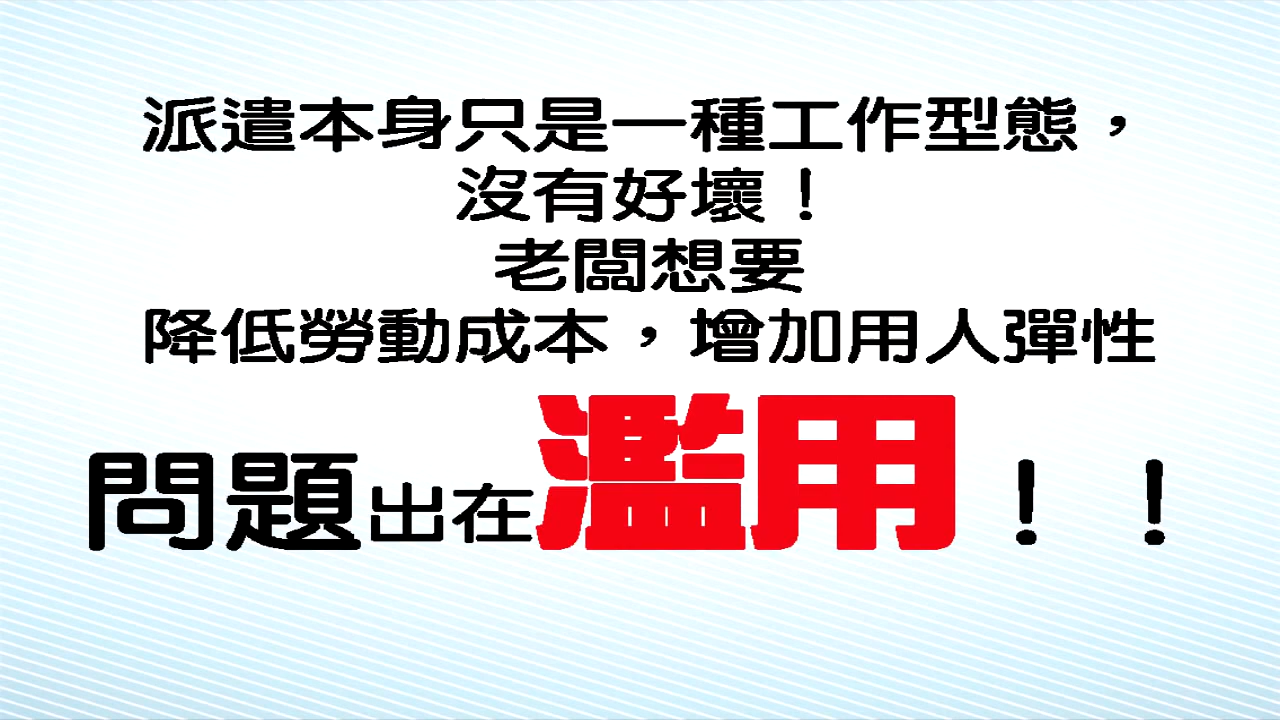 派遣本身只是一種工作型態，
沒有好壞！
老闆想要
降低勞動成本，增加用人彈性
問題出在濫用！！